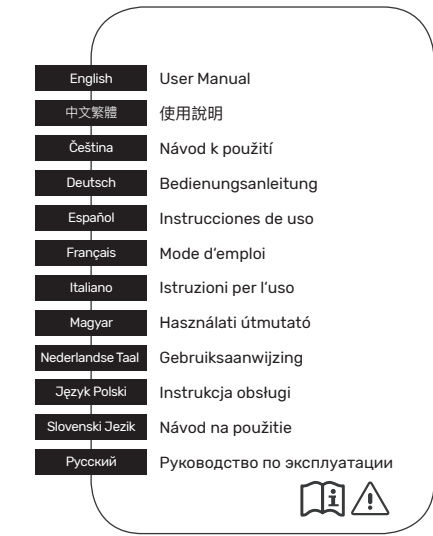 English User Manual
中文繁體 使用說明
Čeština Návod k použití
Deutsch Bedienungsanleitung
Español Instrucciones de uso
Français Mode d'emploi
Italiano Istruzioni per l'uso
Magyar Használati útmutató
Nederlandse Taal Gebruiksaanwijzing
Język Polski Instrukcja obsługi
Slovenski Jezik Návod na použitie
Русский Руководство по эксплуатации